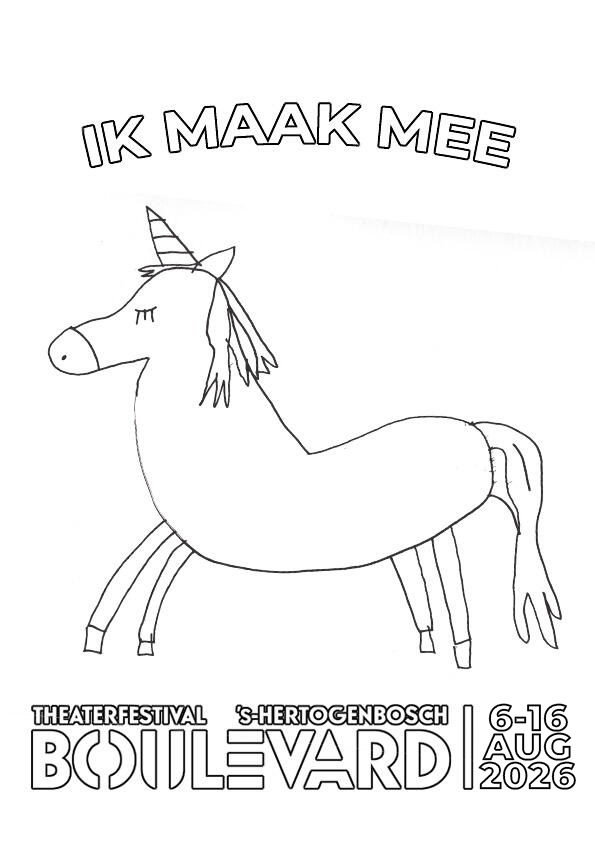 IK MAAK MEE
THEATERFESTIVAL 's-HERTOGENBOSCH
BOULEVARD
6-16
AUG
2026